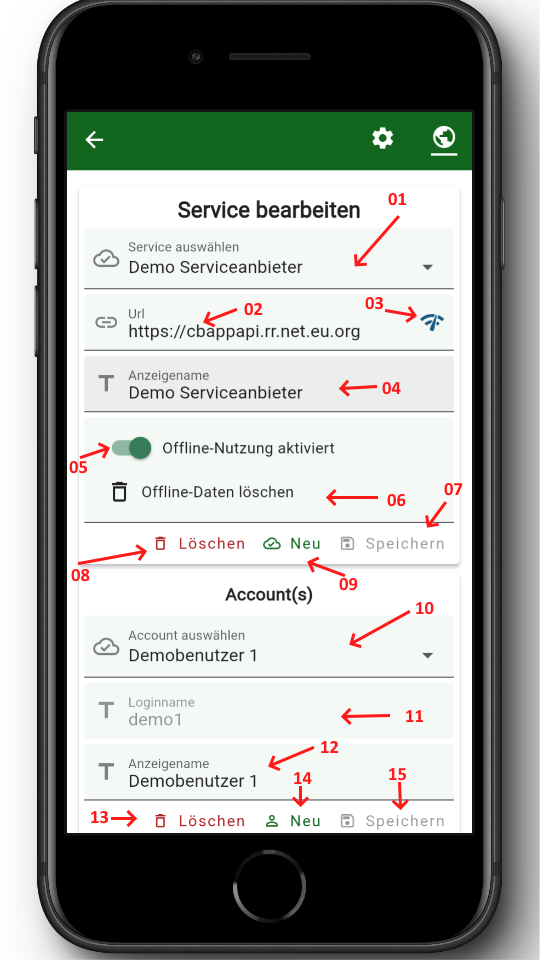 Service bearbeiten
01
Service auswählen
Demo Serviceanbieter
Url
02
03
https://cbappapi.rr.net.eu.org
Anzeigename
Demo Serviceanbieter
04
Offline-Nutzung aktiviert
05
Offline-Daten löschen
06
07
Löschen Neu Speichern
08
09
Account(s)
10
Account auswählen
Demobenutzer 1
Loginname
demo1
11
12
Anzeigename
Demobenutzer 1
14
15
13
Löschen Neu Speichern